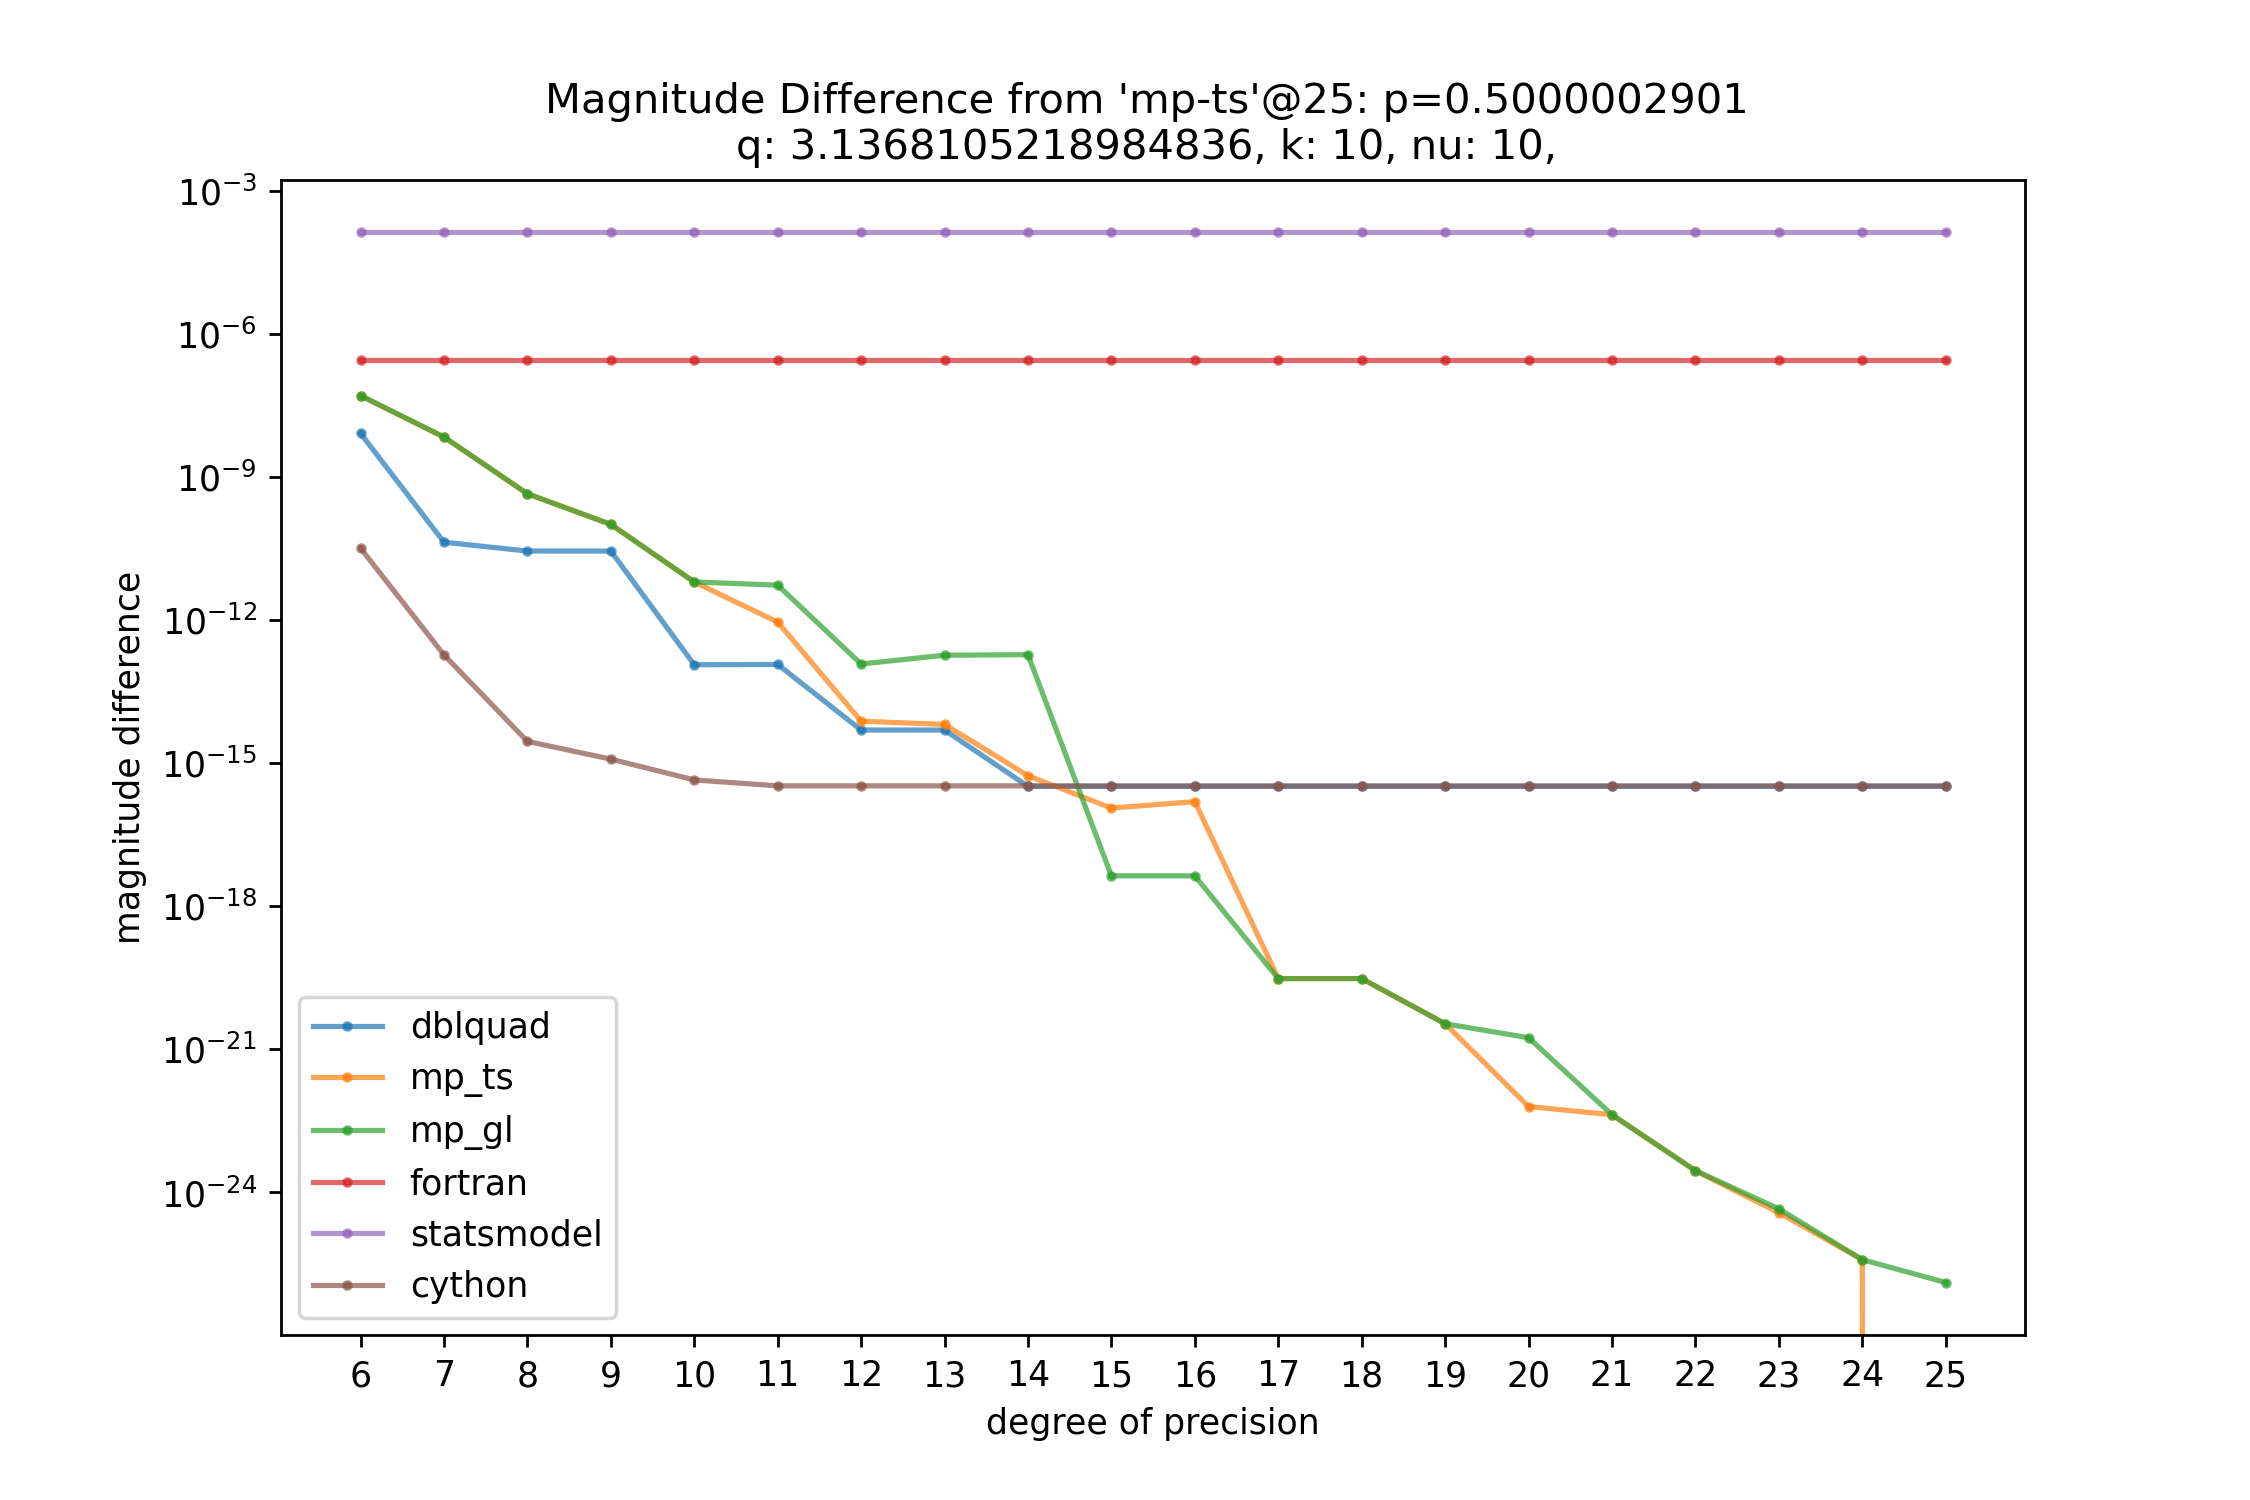 Magnitude Difference from 'mp-ts'@25: p=0.5000002901
q: 3.1368105218984836, k: 10, nu: 10,
magnitude difference
10⁻³
10⁻⁶
10⁻⁹
10⁻¹²
10⁻¹⁵
10⁻¹⁸
10⁻²¹
10⁻²⁴
dblquad
mp_ts
mp_gl
fortran
statsmodel
cython
6 7 8 9 10 11 12 13 14 15 16 17 18 19 20 21 22 23 24 25
degree of precision